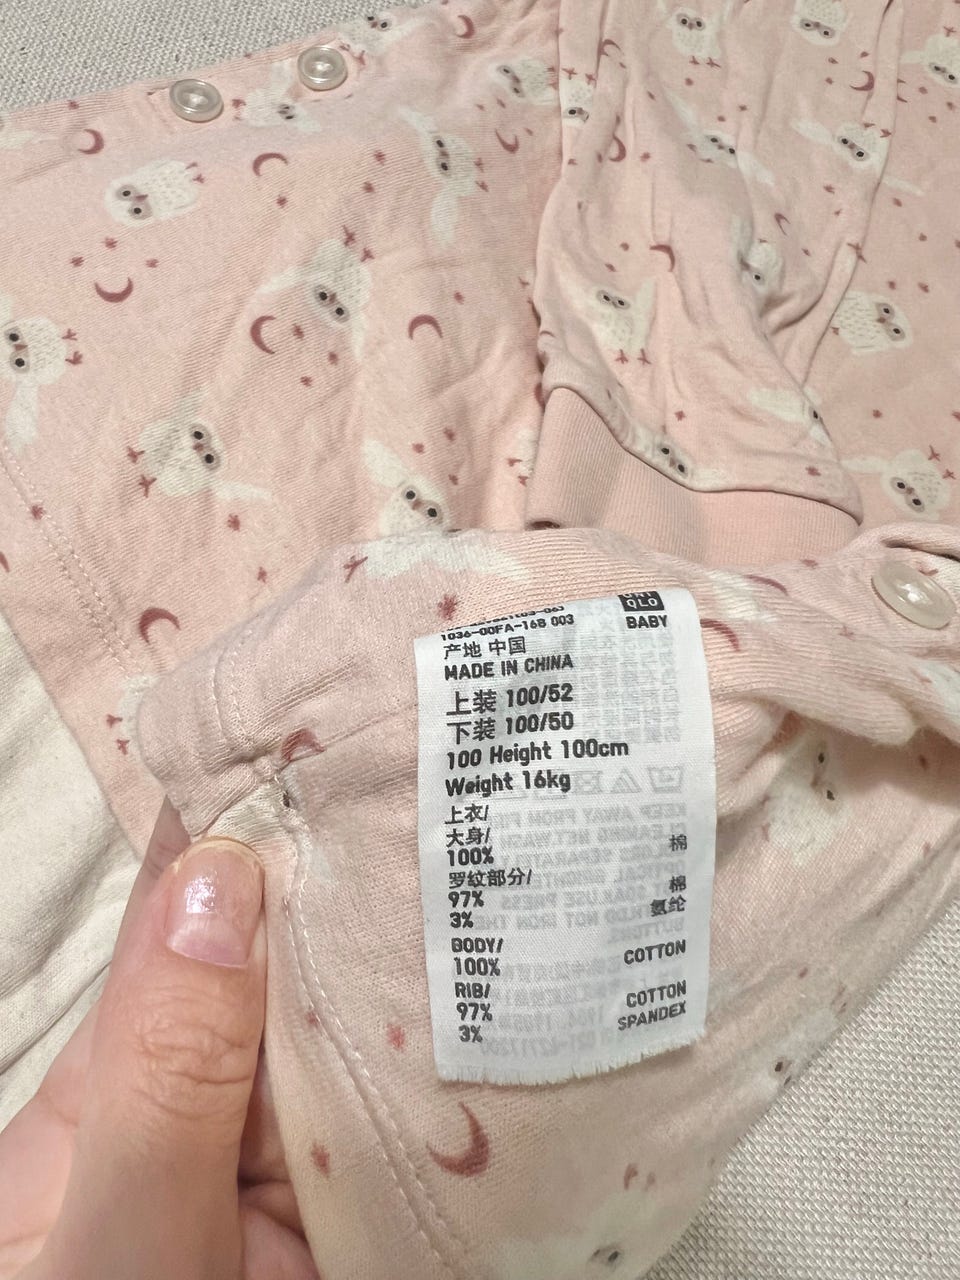 UNI
QLO
BABY
1036-00FA-16B 003
产地 中国
MADE IN CHINA
上装 100/52
下装 100/50
100 Height 100cm
Weight 16kg
上衣/
大身/
100% 棉
罗纹部分/
97% 棉
3% 氨纶
BODY/
100% COTTON
RIB/
97% COTTON
3% SPANDEX